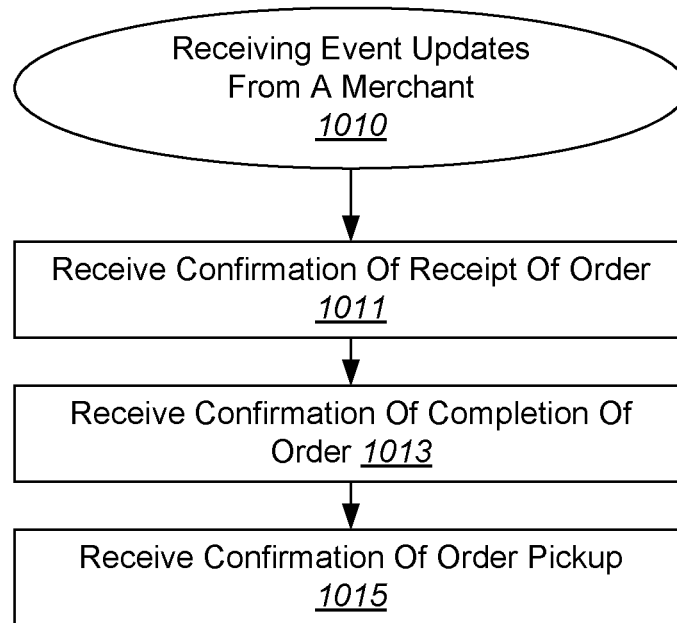 Receiving Event Updates
From A Merchant
1010
Receive Confirmation Of Receipt Of Order
1011
Receive Confirmation Of Completion Of
Order 1013
Receive Confirmation Of Order Pickup
1015